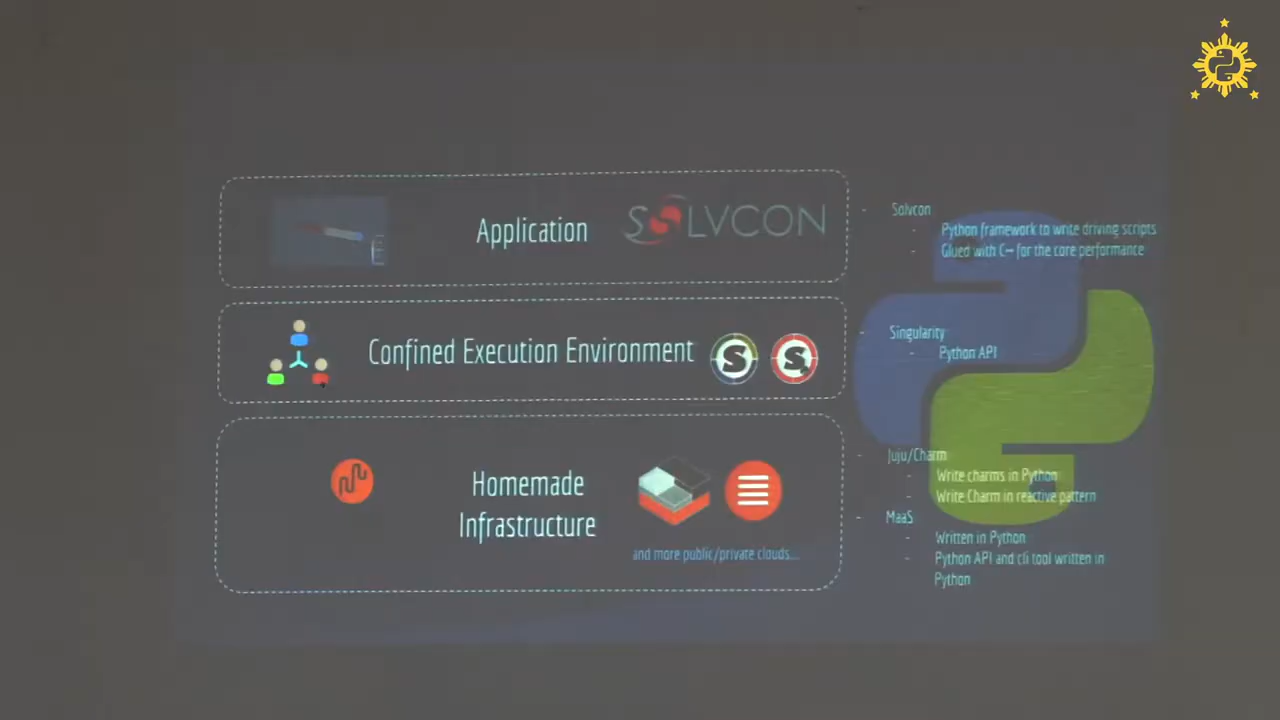 Application
SOLVCON
Confined Execution Environment
Homemade
Infrastructure
and more public/private clouds...
- Solvcon
- Python framework to write driving scripts
- Glued with C++ for the core performance
- Singularity
- Python API
- Juju/Charm
- Write charms in Python
- Write Charm in reactive pattern
- MaaS
- Written in Python
- Python API and cli tool written in
Python